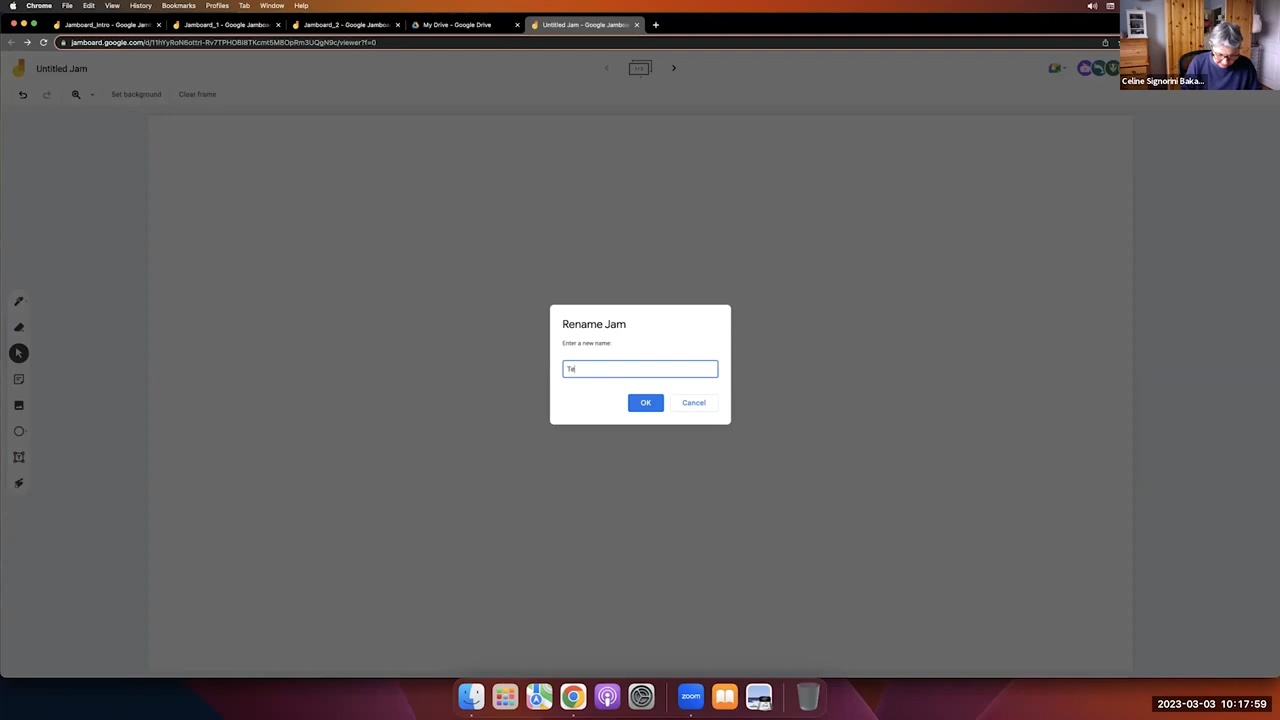 Chrome File Edit View History Bookmarks Profiles Tab Window Help
Jamboard_Intro - Google Jam Jamboard_1 - Google Jamboa Jamboard_2 - Google Jamboa My Drive - Google Drive Untitled Jam - Google Jamboa
Untitled Jam
Set background Clear frame
Celine Signorini Baka...
Rename Jam
Enter a new name:
Te
OK Cancel
zoom
2023-03-03 10:17:59